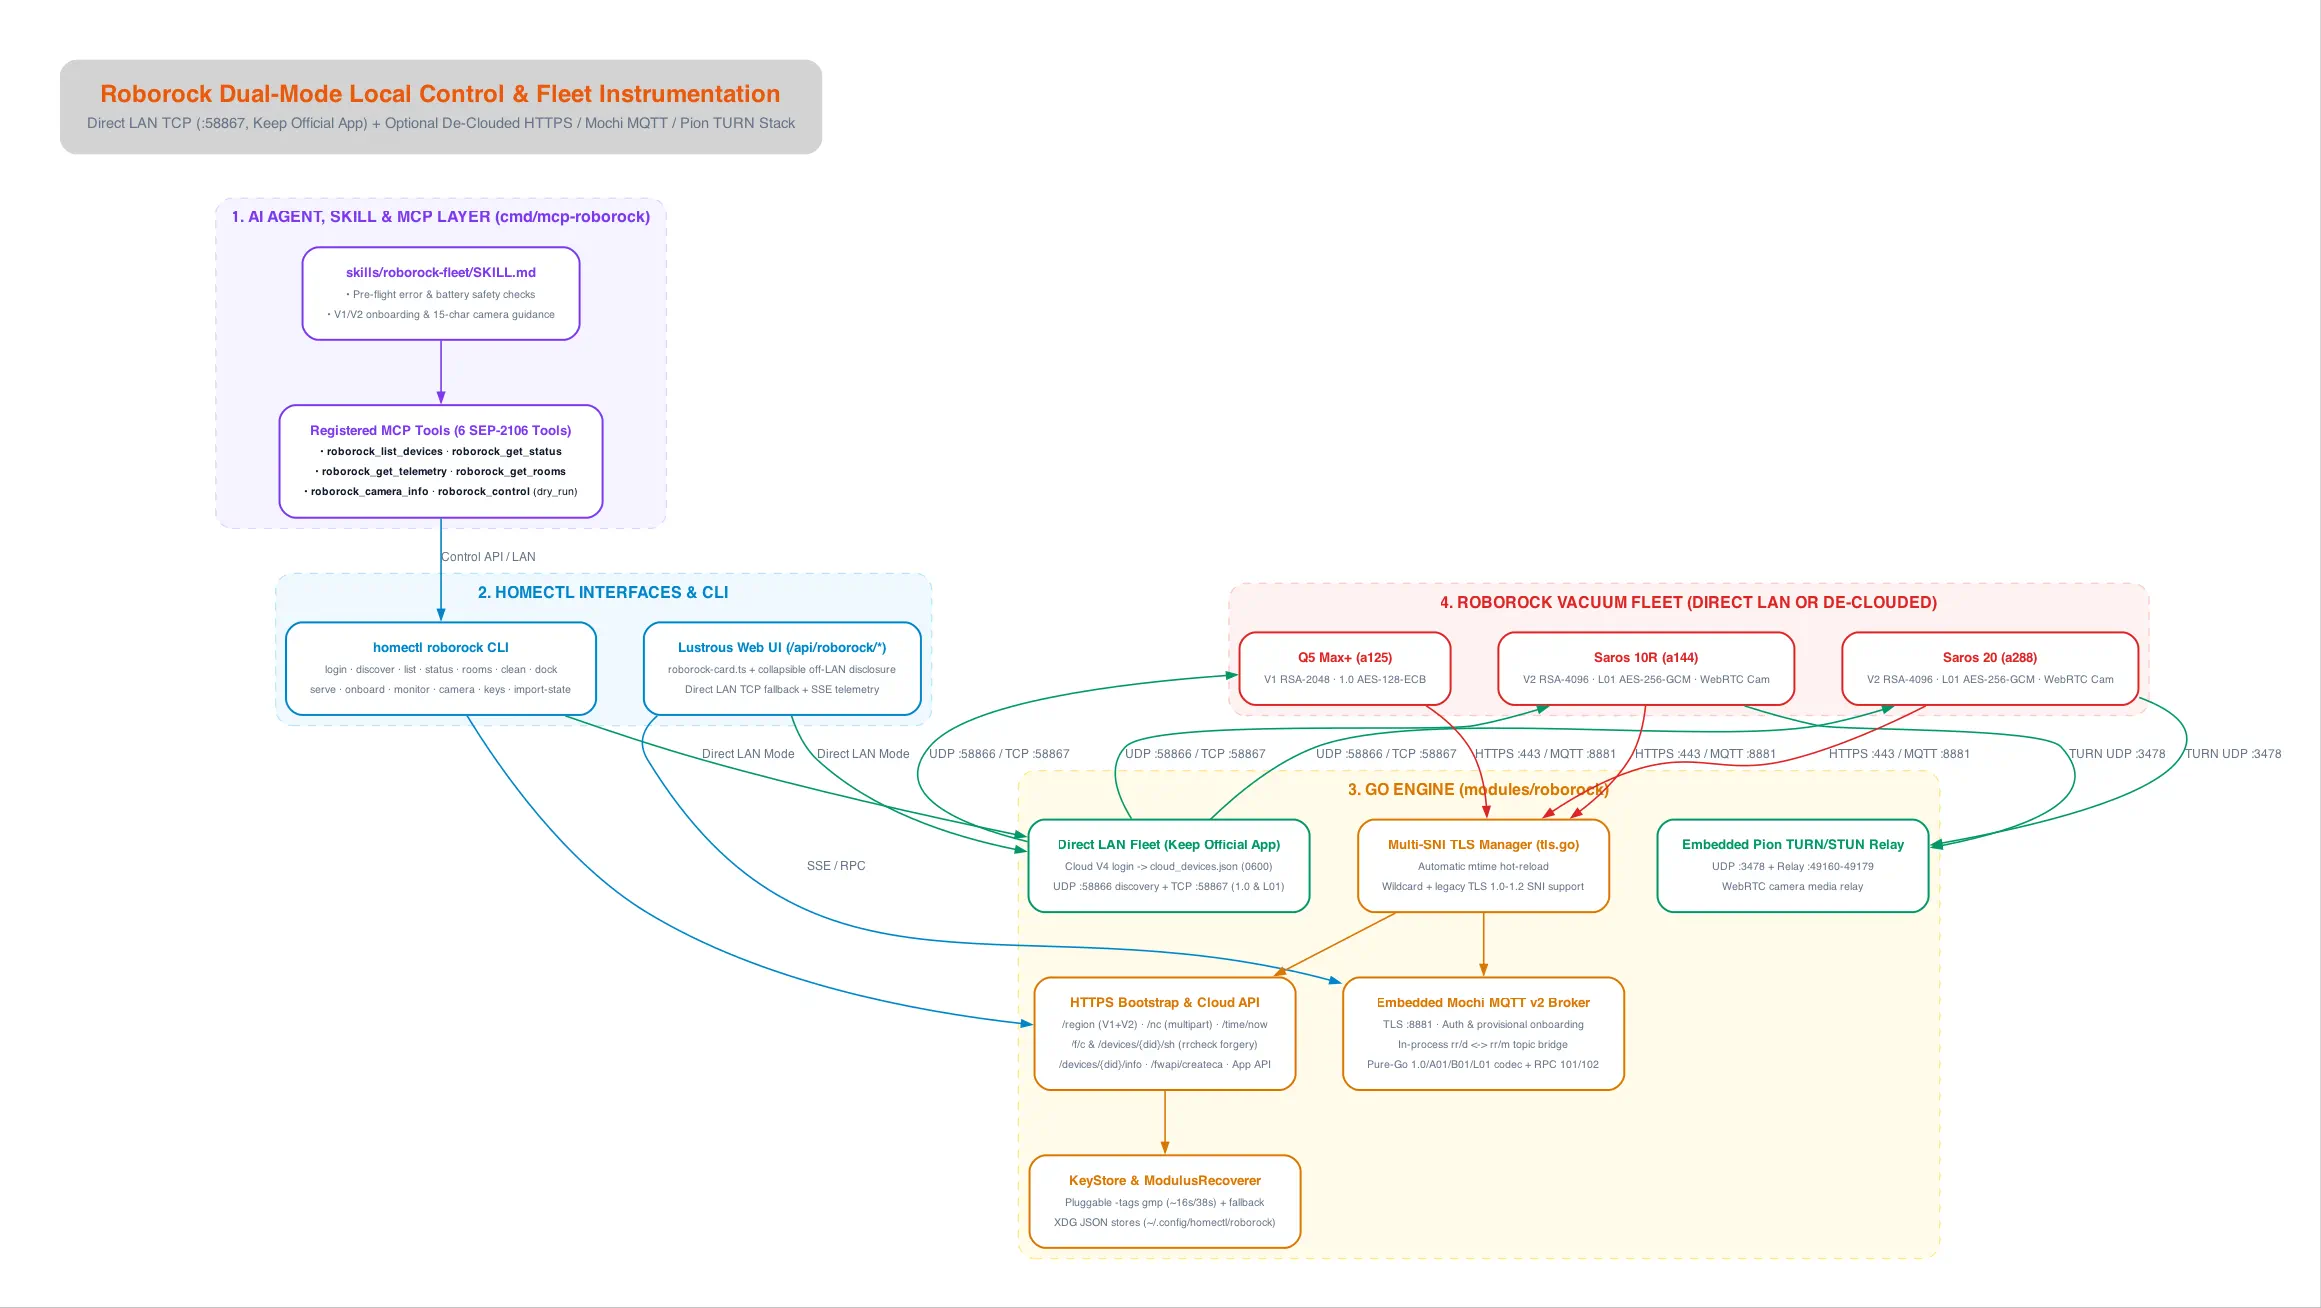 Roborock Dual-Mode Local Control & Fleet Instrumentation
Direct LAN TCP (:58867, Keep Official App) + Optional De-Clouded HTTPS / Mochi MQTT / Pion TURN Stack
1. AI AGENT, SKILL & MCP LAYER (cmd/mcp-roborock)
skills/roborock-fleet/SKILL.md
• Pre-flight error & battery safety checks
• V1/V2 onboarding & 15-char camera guidance
Registered MCP Tools (6 SEP-2106 Tools)
• roborock_list_devices · roborock_get_status
• roborock_get_telemetry · roborock_get_rooms
• roborock_camera_info · roborock_control (dry_run)
Control API / LAN
2. HOMECTL INTERFACES & CLI
homectl roborock CLI
login · discover · list · status · rooms · clean · dock
serve · onboard · monitor · camera · keys · import-state
Lustrous Web UI (/api/roborock/*)
roborock-card.ts + collapsible off-LAN disclosure
Direct LAN TCP fallback + SSE telemetry
4. ROBOROCK VACUUM FLEET (DIRECT LAN OR DE-CLOUDED)
Q5 Max+ (a125)
V1 RSA-2048 · 1.0 AES-128-ECB
Saros 10R (a144)
V2 RSA-4096 · L01 AES-256-GCM · WebRTC Cam
Saros 20 (a288)
V2 RSA-4096 · L01 AES-256-GCM · WebRTC Cam
Direct LAN Mode
Direct LAN Mode
UDP :58866 / TCP :58867
UDP :58866 / TCP :58867
UDP :58866 / TCP :58867
HTTPS :443 / MQTT :8881
HTTPS :443 / MQTT :8881
HTTPS :443 / MQTT :8881
TURN UDP :3478
TURN UDP :3478
SSE / RPC
3. GO ENGINE (modules/roborock)
Direct LAN Fleet (Keep Official App)
Cloud V4 login -> cloud_devices.json (0600)
UDP :58866 discovery + TCP :58867 (1.0 & L01)
Multi-SNI TLS Manager (tls.go)
Automatic mtime hot-reload
Wildcard + legacy TLS 1.0-1.2 SNI support
Embedded Pion TURN/STUN Relay
UDP :3478 + Relay :49160-49179
WebRTC camera media relay
HTTPS Bootstrap & Cloud API
/region (V1+V2) · /nc (multipart) · /time/now
/f/c & /devices/{did}/sh (rrcheck forgery)
/devices/{did}/info · /fwapi/createca · App API
Embedded Mochi MQTT v2 Broker
TLS :8881 · Auth & provisional onboarding
In-process rr/d <-> rr/m topic bridge
Pure-Go 1.0/A01/B01/L01 codec + RPC 101/102
KeyStore & ModulusRecoverer
Pluggable -tags gmp (~16s/38s) + fallback
XDG JSON stores (~/.config/homectl/roborock)